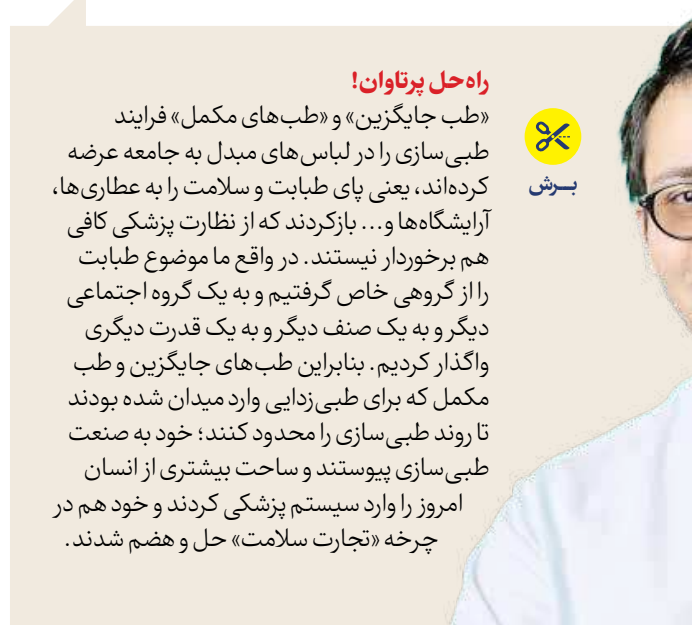 راه‌حل پرتاوان!
«طب جایگزین» و «طب‌های مکمل» فرایند
طبی‌سازی را در لباس‌های مبدل به جامعه عرضه
کرده‌اند، یعنی پای طبابت و سلامت را به عطاری‌ها،
آرایشگاه‌ها و... بازکردند که از نظارت پزشکی کافی
هم برخوردار نیستند. در واقع ما موضوع طبابت
را از گروهی خاص گرفتیم و به یک گروه اجتماعی
دیگر و به یک صنف دیگر و به یک قدرت دیگری
واگذار کردیم. بنابراین طب‌های جایگزین و طب
مکمل که برای طبی‌زدایی وارد میدان شده بودند
تا روند طبی‌سازی را محدود کنند؛ خود به صنعت
طبی‌سازی پیوستند و ساحت بیشتری از انسان
امروز را وارد سیستم پزشکی کردند و خود هم در
چرخه «تجارت سلامت» حل و هضم شدند.
بــرش